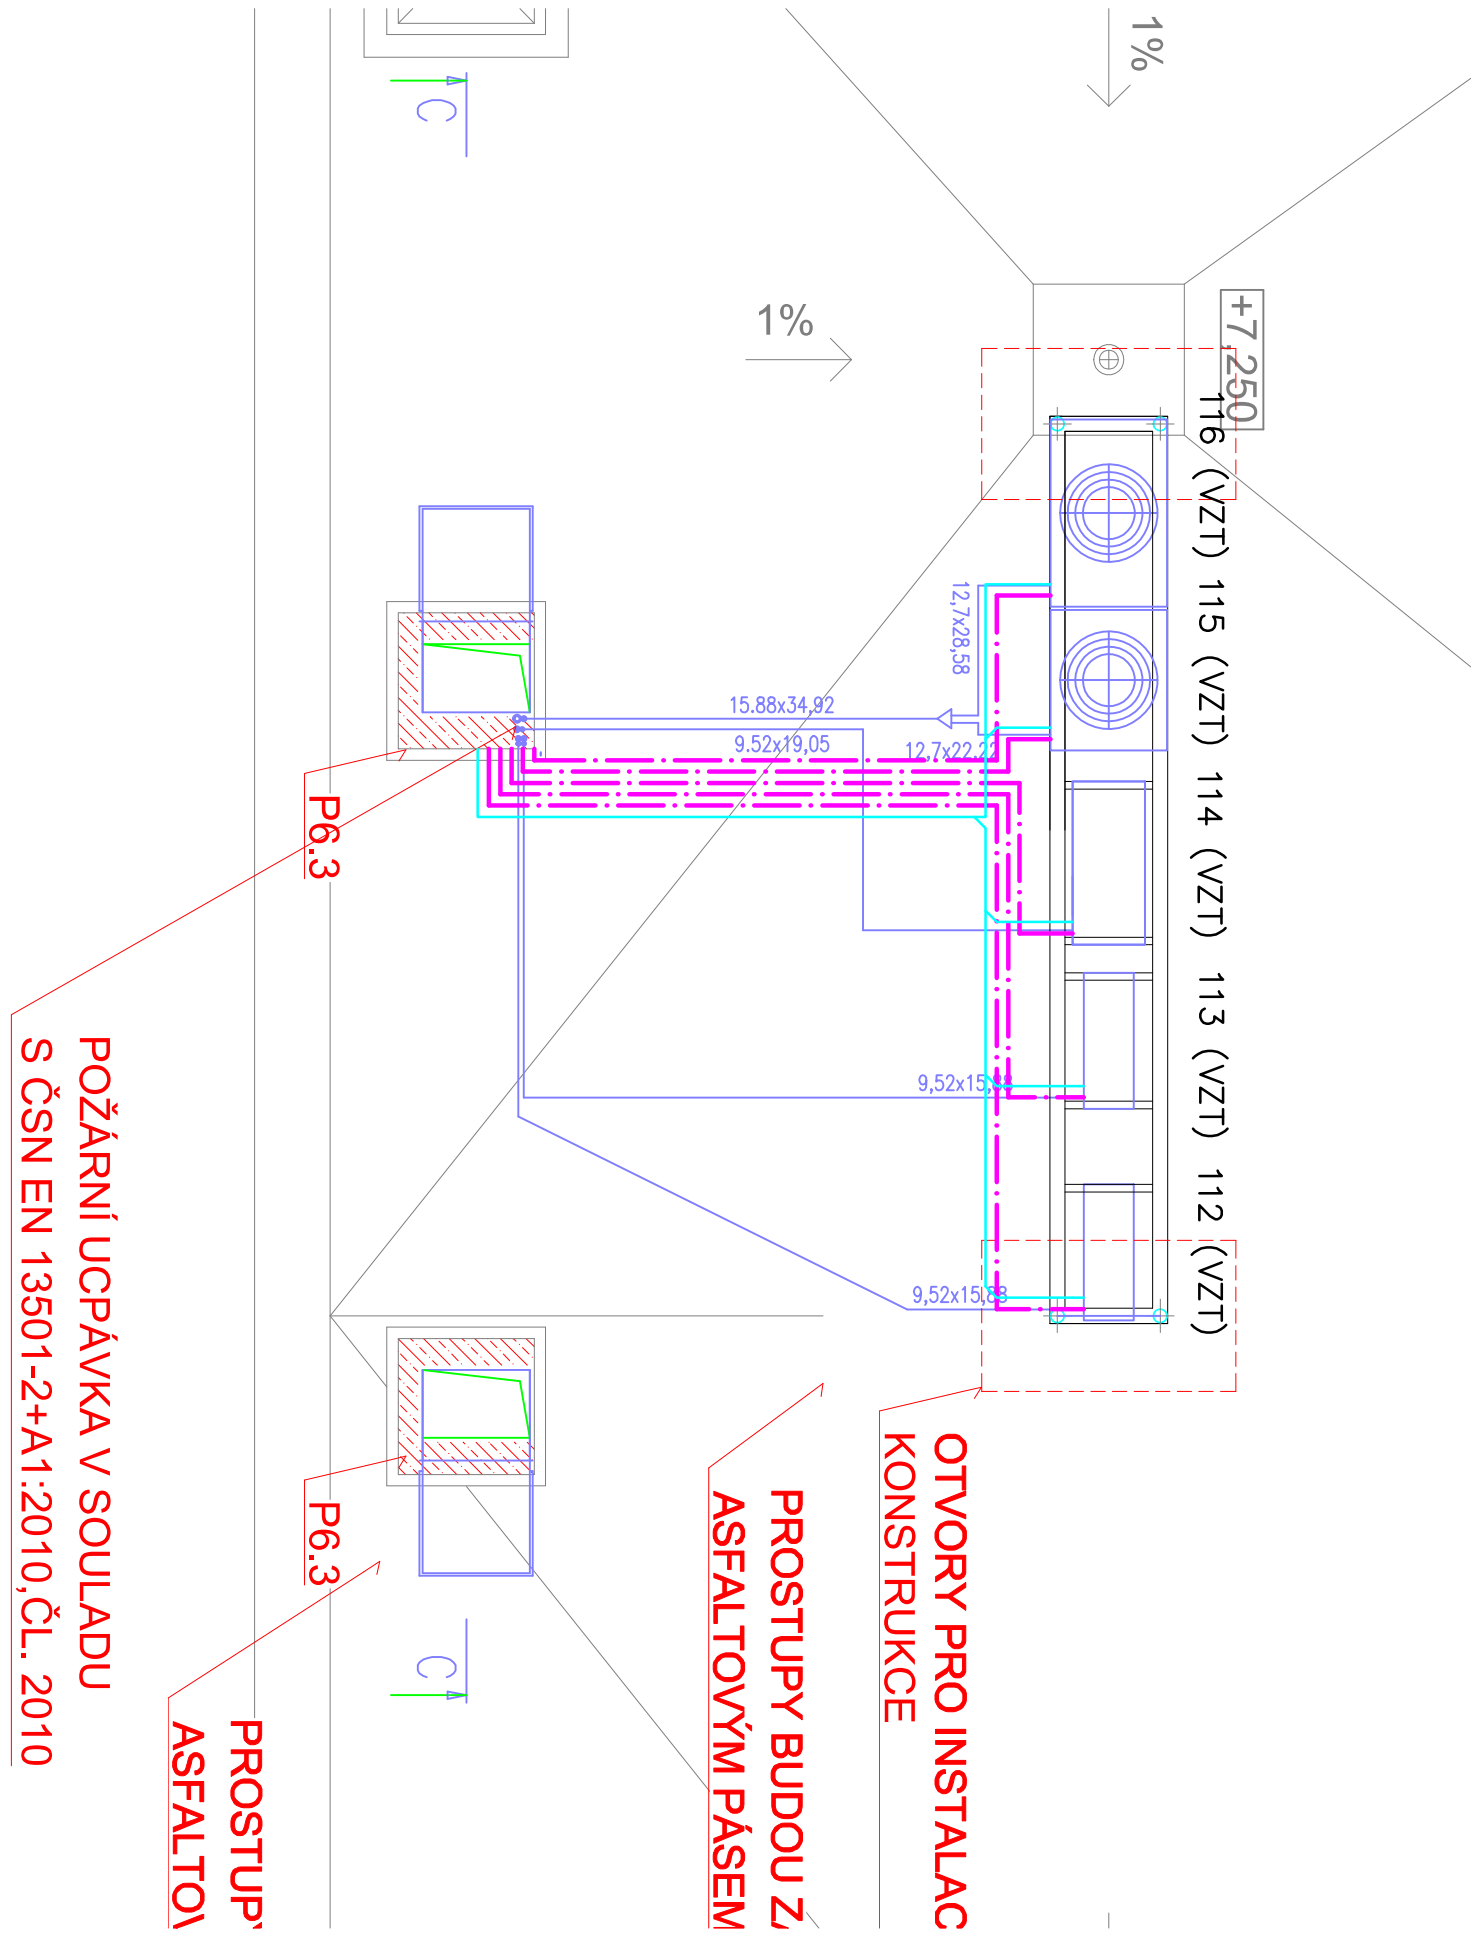 1%
C
1%
+7,250
116 (VZT)
115 (VZT)
114 (VZT)
113 (VZT)
112 (VZT)
12,7x28,58
15.88x34,92
9.52x19,05
12,7x22,22
9,52x15,88
9,52x15,88
P6.3
P6.3
C
OTVORY PRO INSTALAC
KONSTRUKCE
PROSTUPY BUDOU
ASFALTOVÝM PÁSEM
PROSTUP
ASFALTO
POŽÁRNÍ UCPÁVKA V SOULADU
S ČSN EN 13501-2+A1:2010,ČL. 2010